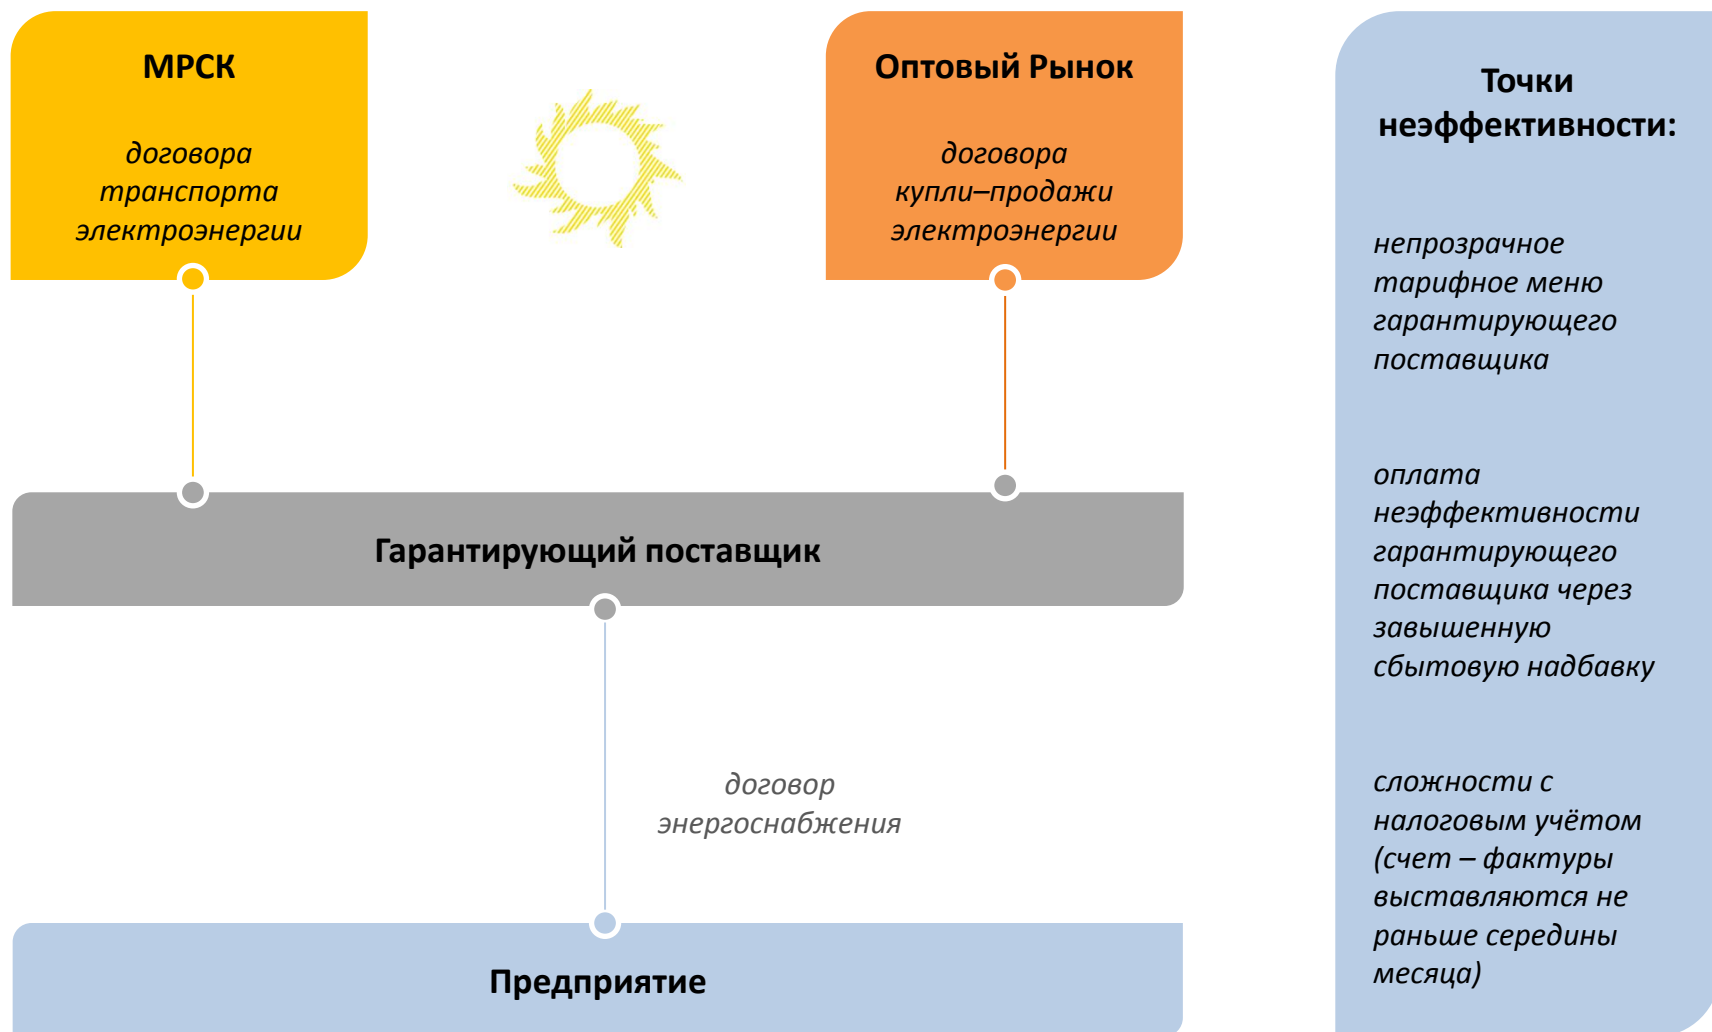 МРСК
договора
транспорта
электроэнергии
Оптовый Рынок
договора
купли–продажи
электроэнергии
Гарантирующий поставщик
договор
энергоснабжения
Предприятие
Точки
неэффективности:
непрозрачное
тарифное меню
гарантирующего
поставщика
оплата
неэффективности
гарантирующего
поставщика через
завышенную
сбытовую надбавку
сложности с
налоговым учётом
(счет – фактуры
выставляются не
раньше середины
месяца)